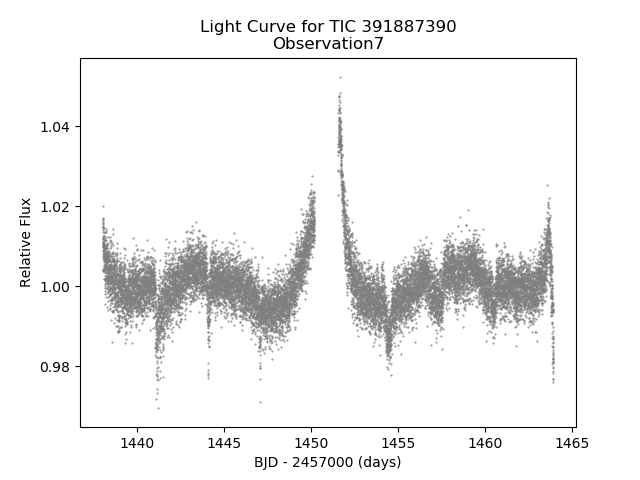 Light Curve for TIC 391887390
Observation7
Relative Flux
1.04
1.02
1.00
0.98
1440 1445 1450 1455 1460 1465
BJD - 2457000 (days)